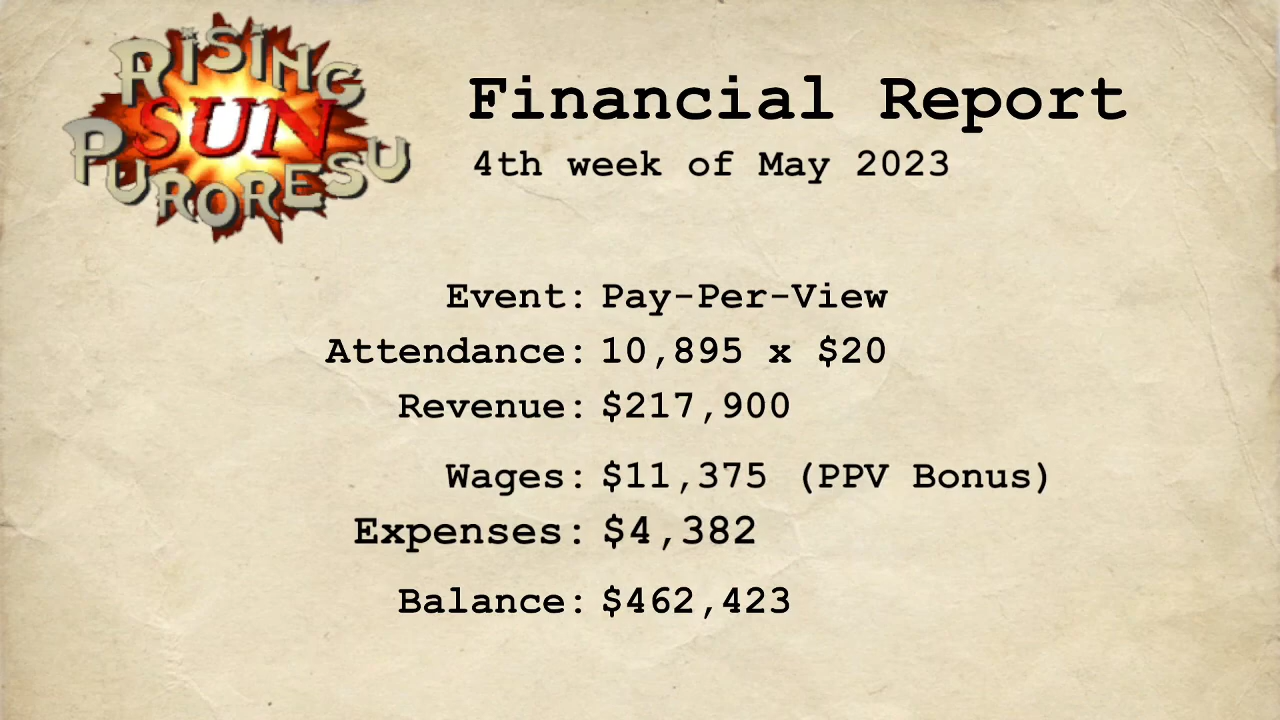 RiSiNG
SUN
PURORESU
Financial Report
4th week of May 2023
Event: Pay-Per-View
Attendance: 10,895 x $20
Revenue: $217,900
Wages: $11,375 (PPV Bonus)
Expenses: $4,382
Balance: $462,423